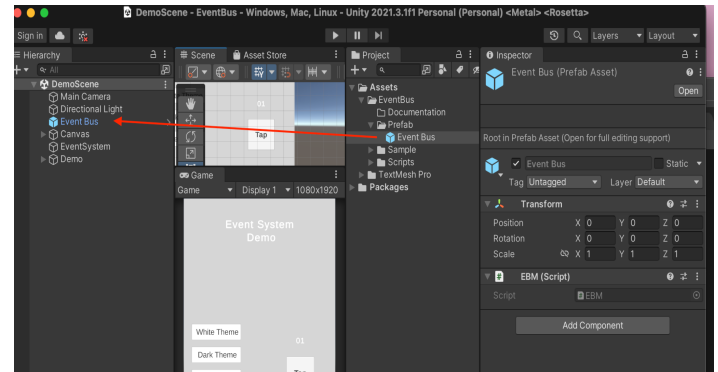 DemoScene - EventBus - Windows, Mac, Linux - Unity 2021.3.1f1 Personal (Personal) <Metal> <Rosetta>
Sign in
Layers
Layout
Hierarchy
All
DemoScene
Main Camera
Directional Light
Event Bus
Canvas
EventSystem
Demo
Scene
Asset Store
01
Tap
Game
Game
Display 1
1080x1920
Event System
Demo
White Theme
Dark Theme
01
Project
Assets
EventBus
Documentation
Prefab
Event Bus
Sample
Scripts
TextMesh Pro
Packages
Inspector
Event Bus (Prefab Asset)
Open
Root in Prefab Asset (Open for full editing support)
Event Bus
Static
Tag Untagged
Layer Default
Transform
Position X 0 Y 0 Z 0
Rotation X 0 Y 0 Z 0
Scale X 1 Y 1 Z 1
EBM (Script)
Script EBM
Add Component